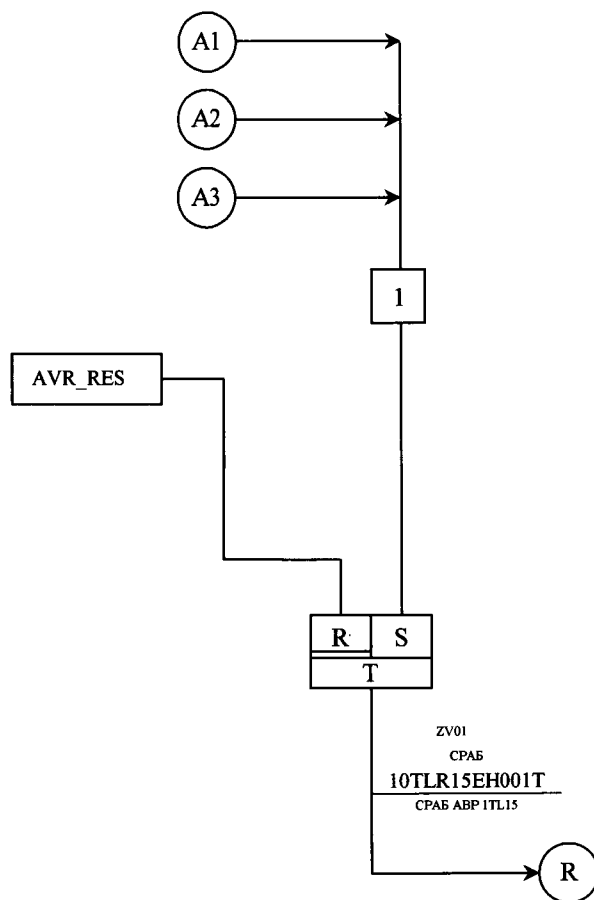 A1
A2
A3
1
AVR_RES
R S
T
ZV01
СРАБ
10TLR15EH001T
СРАБ АВР 1TL15
R